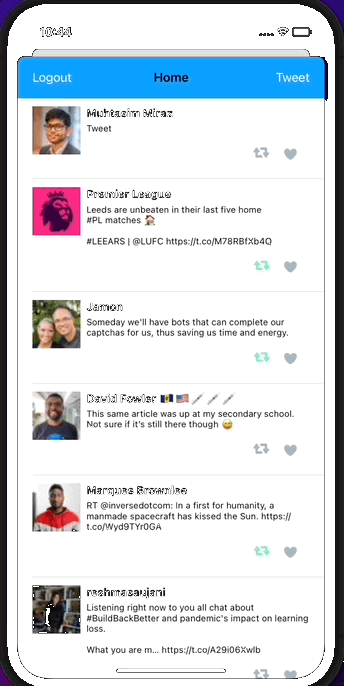 10:44
Logout Home Tweet
Muhtasim Miraz
Tweet
Premier League
Leeds are unbeaten in their last five home
#PL matches 🏠
#LEEARS | @LUFC https://t.co/M78RBfXb4Q
Jamon
Someday we'll have bots that can complete our
captchas for us, thus saving us time and energy.
David Fowler 🇧🇧 🇺🇸 💉 💉 💉
This same article was up at my secondary school.
Not sure if it's still there though 😅
Marques Brownlee
RT @inversedotcom: In a first for humanity, a
manmade spacecraft has kissed the Sun. https://
t.co/Wyd9TYr0GA
reshmasaujani
Listening right now to you all chat about
#BuildBackBetter and pandemic's impact on learning
loss.
What you are m... https://t.co/A29i06Xwlb